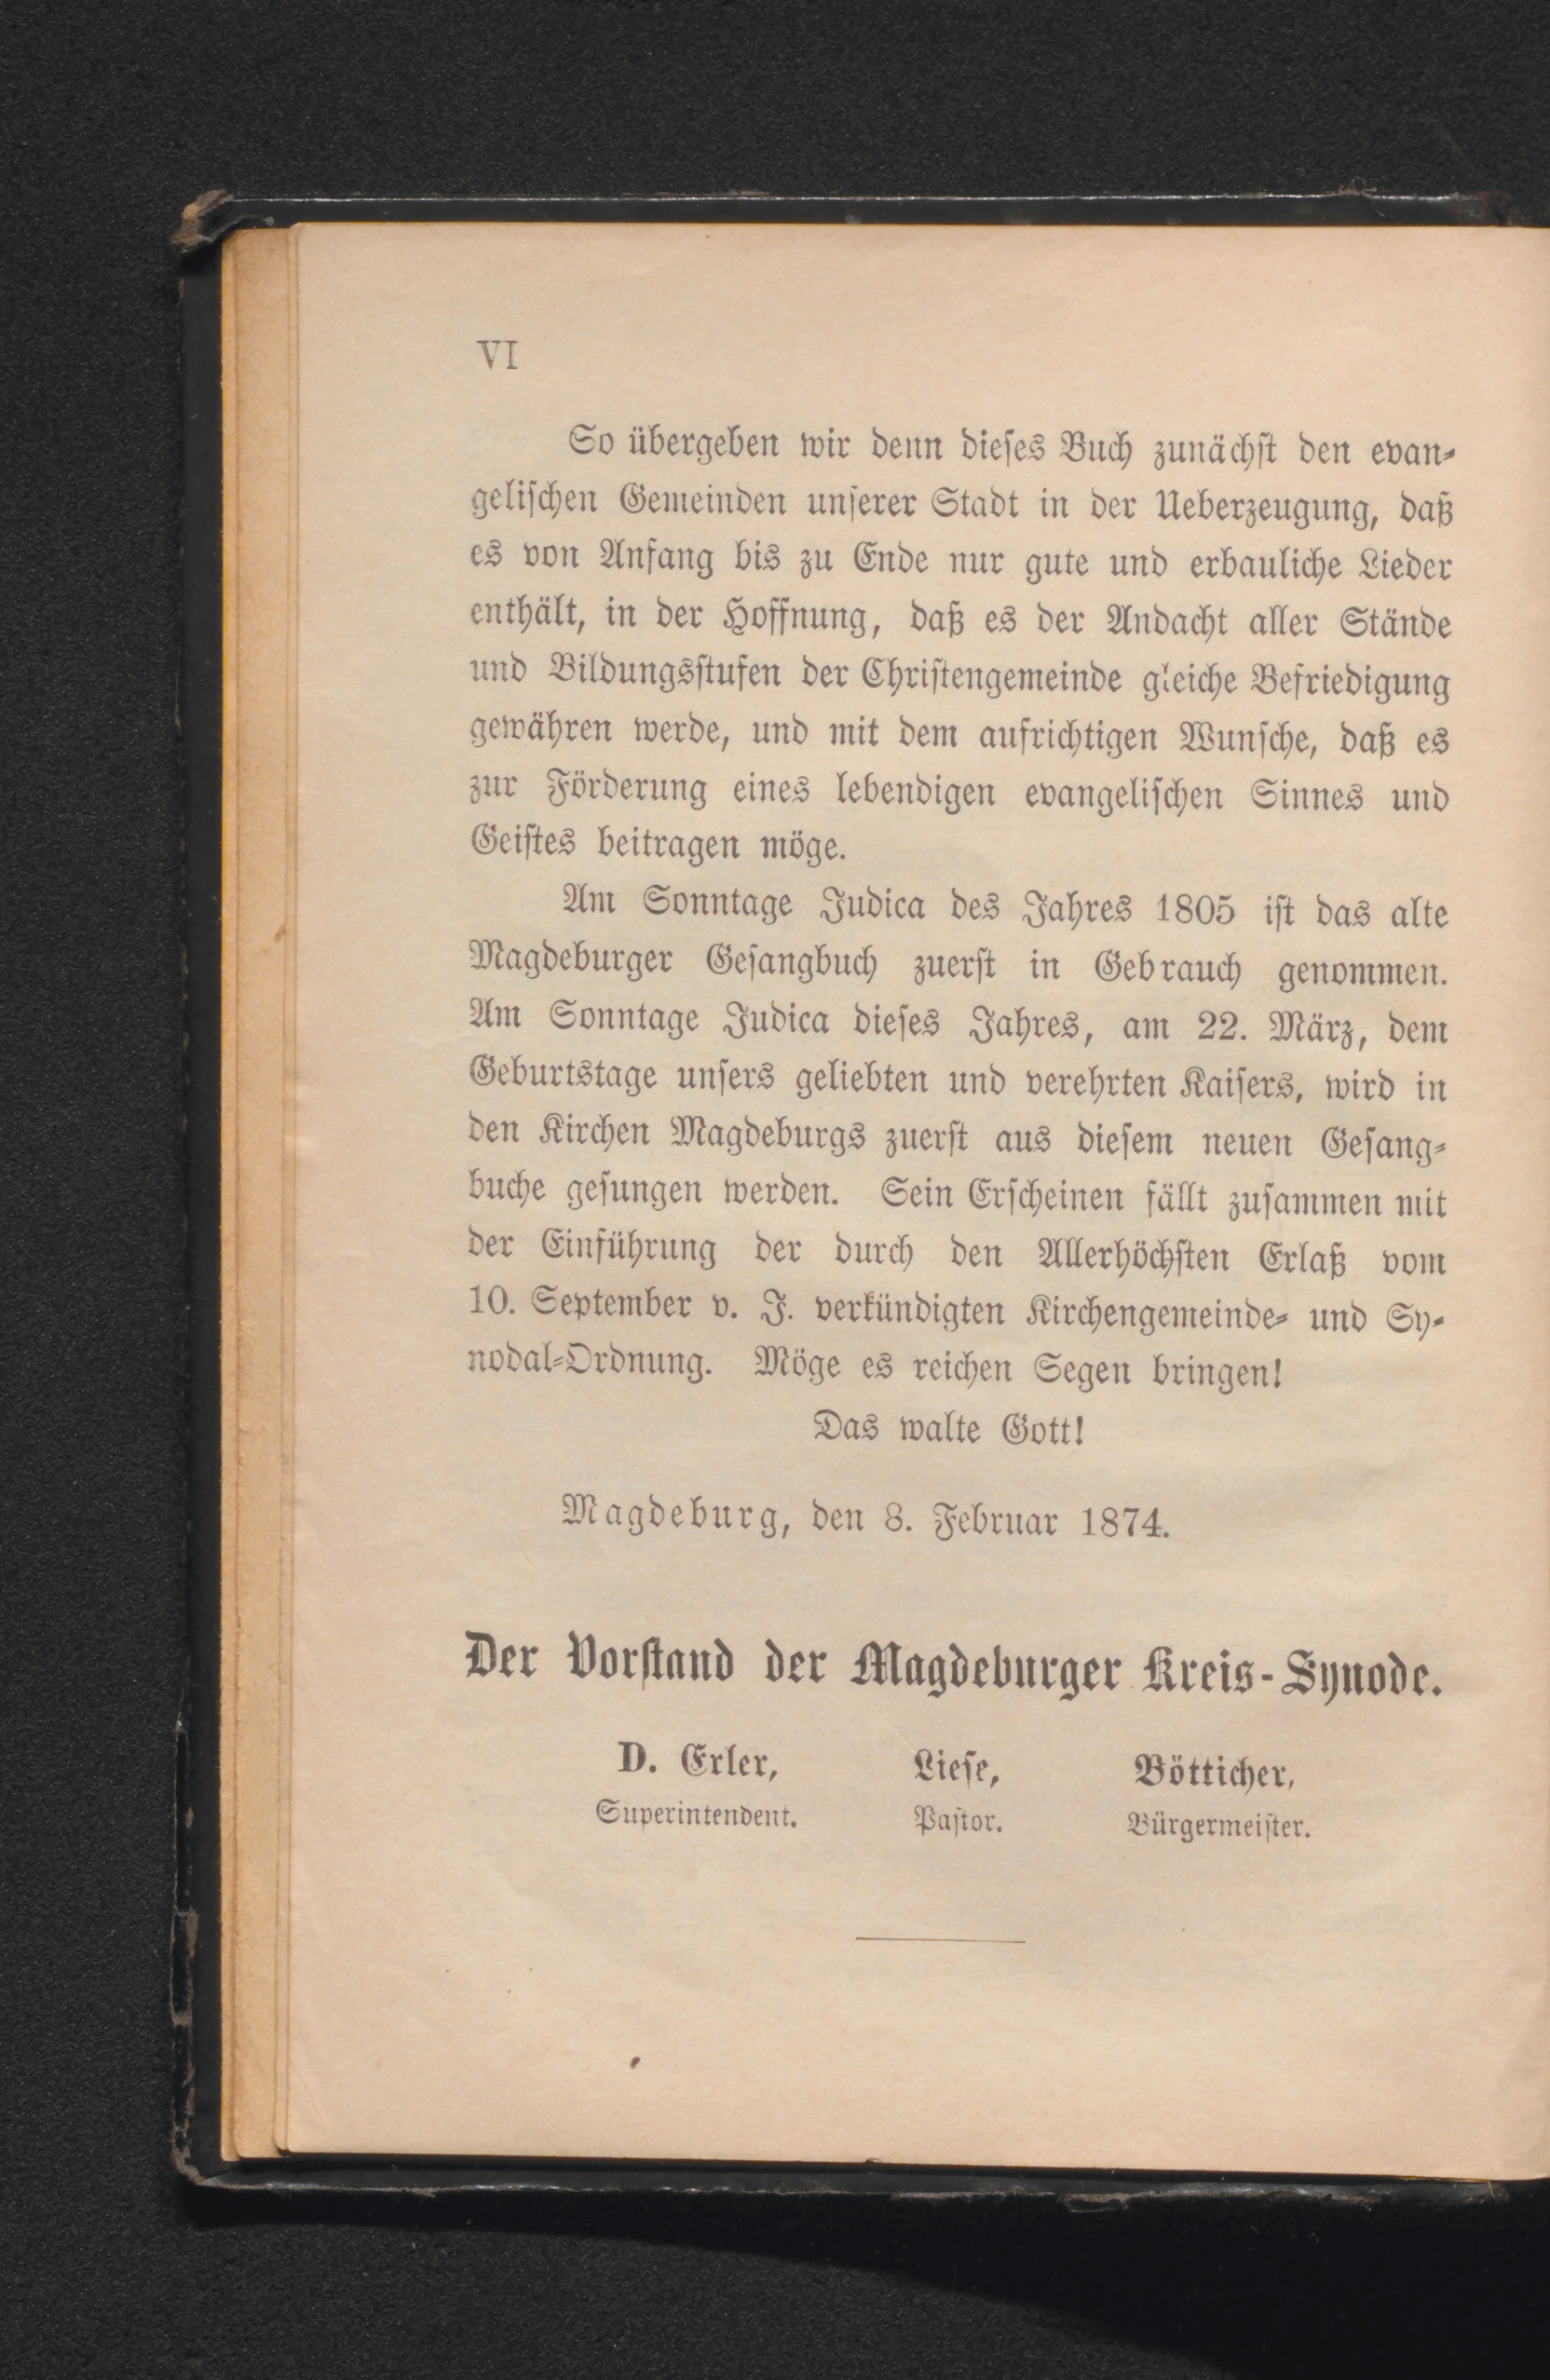 VI
So übergeben wir denn dieſes Buch zunächſt den evan⸗
geliſchen Gemeinden unſerer Stadt in der Ueberzeugung, daß
es von Anfang bis zu Ende nur gute und erbauliche Lieder
enthält, in der Hoffnung, daß es der Andacht aller Stände
und Bildungsſtufen der Chriſtengemeinde gleiche Befriedigung
gewähren werde, und mit dem aufrichtigen Wunſche, daß es
zur Förderung eines lebendigen evangeliſchen Sinnes und
Geiſtes beitragen möge.
Am Sonntage Judica des Jahres 1805 iſt das alte
Magdeburger Geſangbuch zuerſt in Gebrauch genommen.
Am Sonntage Judica dieſes Jahres, am 22. März, dem
Geburtstage unſers geliebten und verehrten Kaiſers, wird in
den Kirchen Magdeburgs zuerſt aus dieſem neuen Geſang⸗
buche geſungen werden. Sein Erſcheinen fällt zuſammen mit
der Einführung der durch den Allerhöchſten Erlaß vom
10. September v. J. verkündigten Kirchengemeinde⸗ und Sy⸗
nodal⸗Ordnung. Möge es reichen Segen bringen!
Das walte Gott!
Magdeburg, den 8. Februar 1874.
Der Vorſtand der Magdeburger Kreis-Synode.
D. Erler, Lieſe, Bötticher,
Superintendent. Paſtor. Bürgermeiſter.